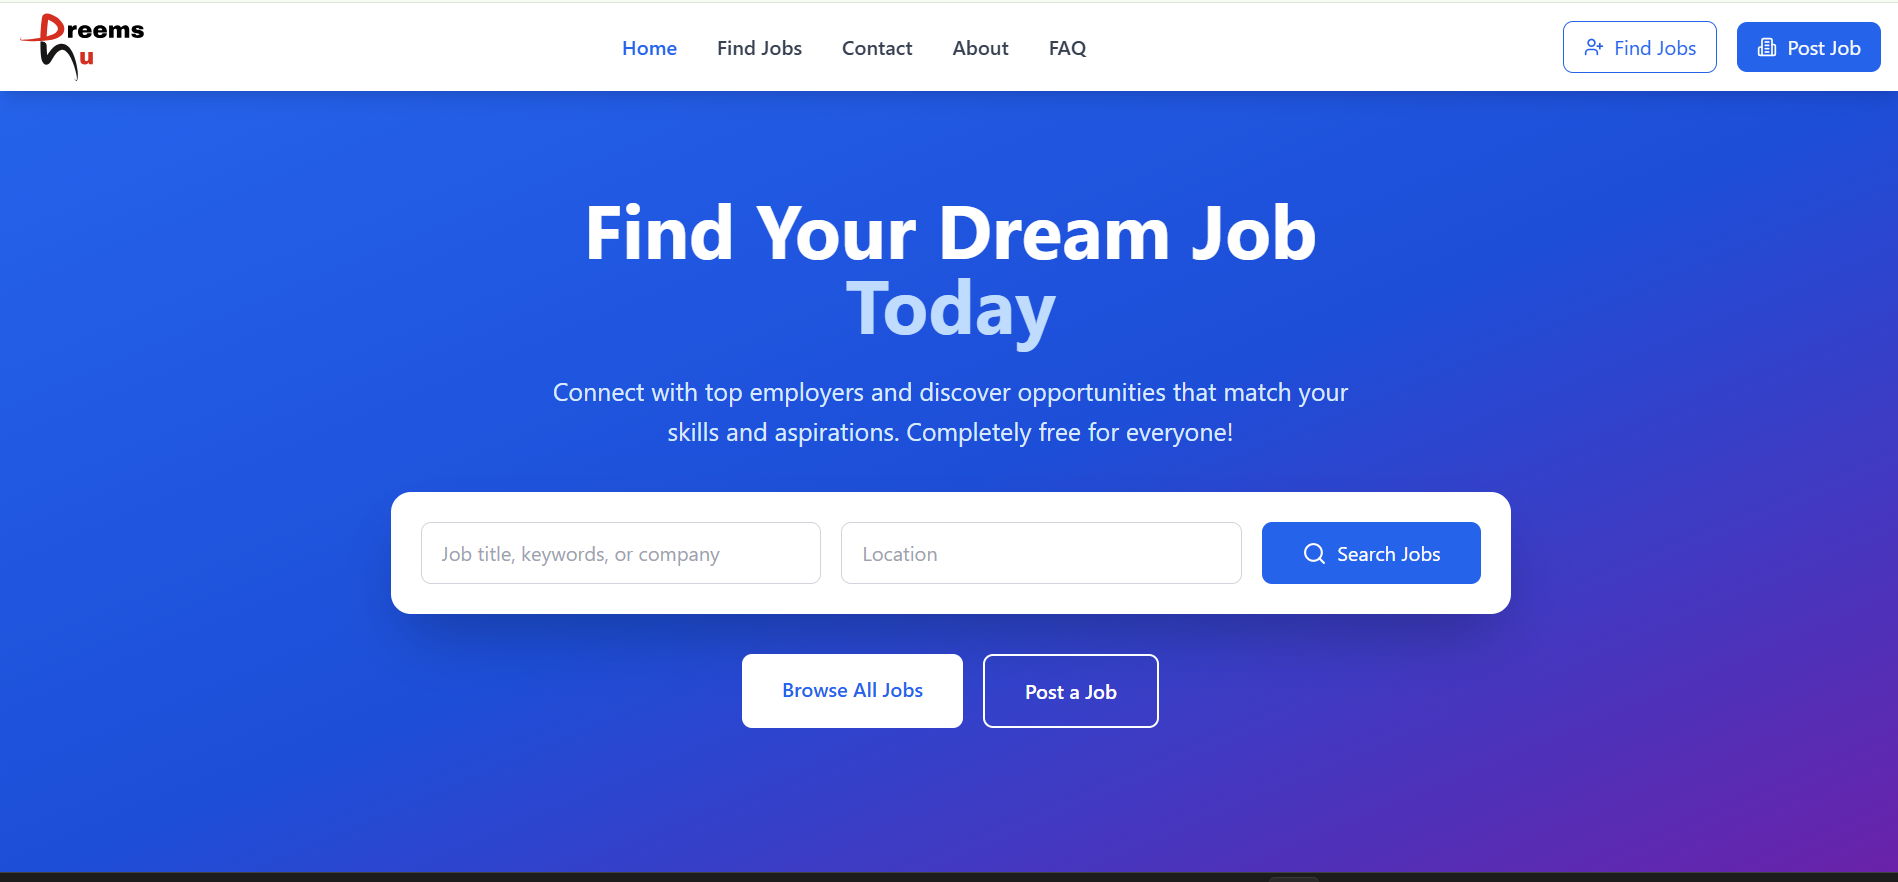 Dreems
u
Home
Find Jobs
Contact
About
FAQ
Find Jobs
Post Job
Find Your Dream Job
Today
Connect with top employers and discover opportunities that match your
skills and aspirations. Completely free for everyone!
Job title, keywords, or company
Location
Search Jobs
Browse All Jobs
Post a Job